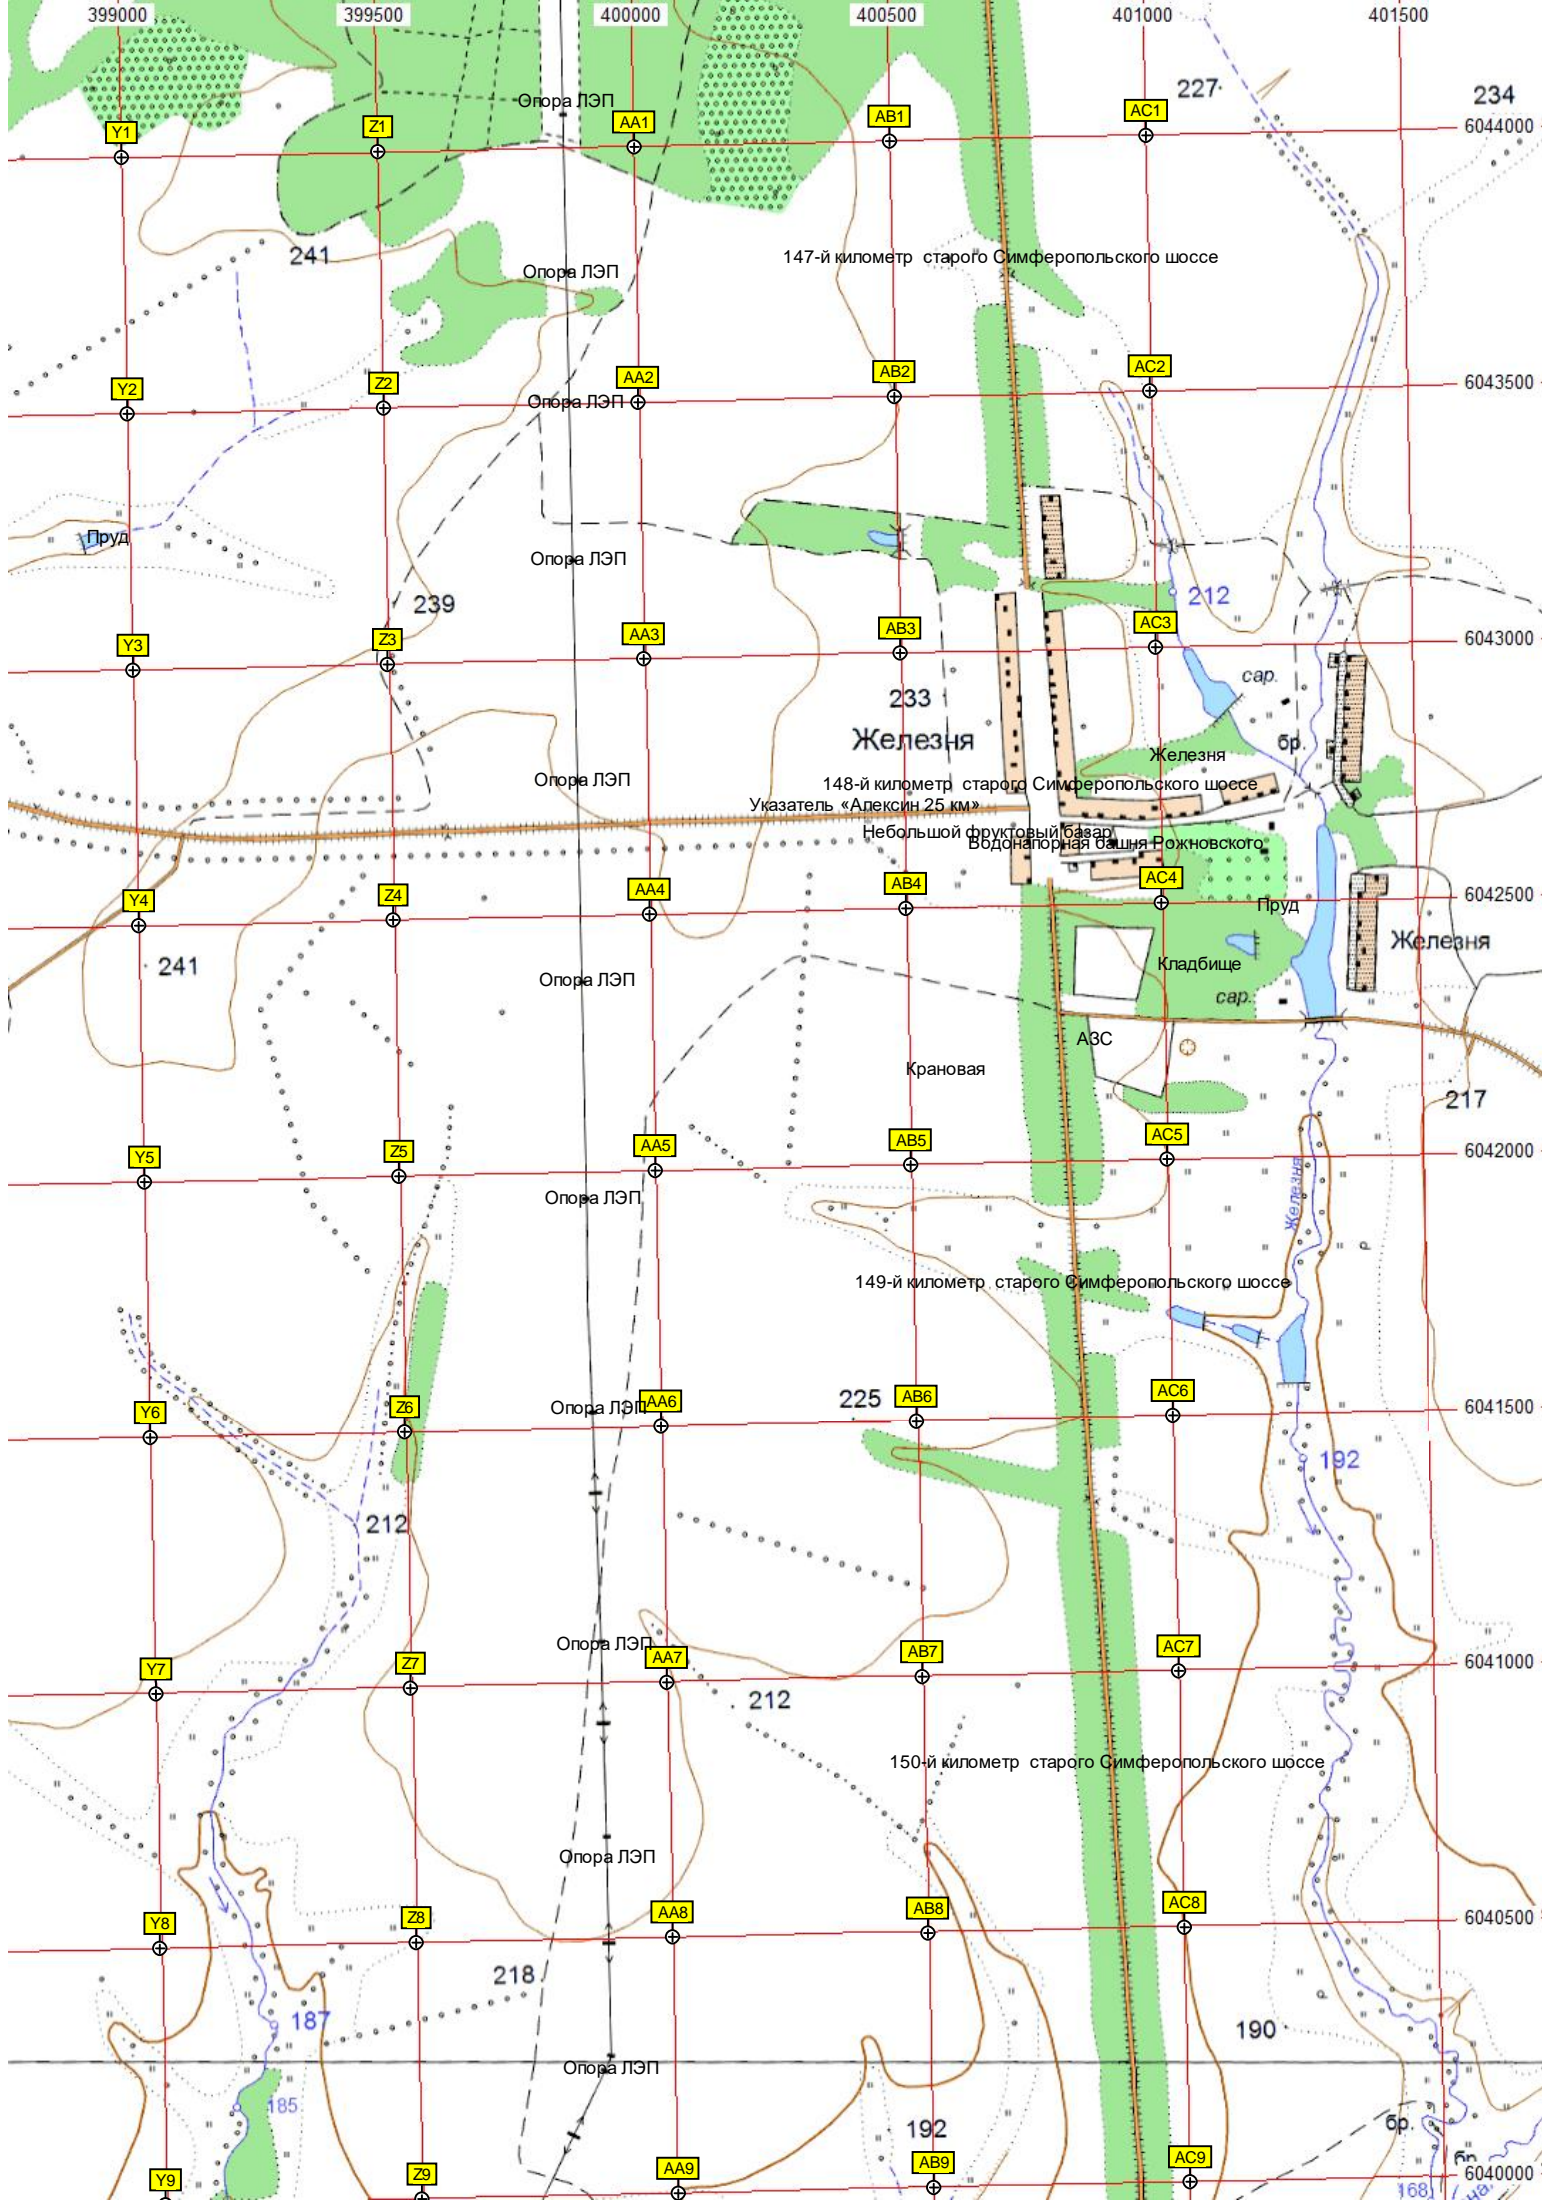 399000 399500 400000 400500 401000 401500
227
234
Опора ЛЭП
Y1 Z1 AA1 AB1 AC1 6044000
241
147-й километр старого Симферопольского шоссе
Опора ЛЭП
Y2 Z2 AA2 AB2 AC2 6043500
Опора ЛЭП
Пруд
Опора ЛЭП
239
212
Y3 Z3 AA3 AB3 AC3 6043000
сар.
233
Железня
бр.
Железня
Опора ЛЭП
148-й километр старого Симферопольского шоссе
Указатель «Алексин 25 км»
Небольшой фруктовый базар
Водонапорная башня Рожновского
Y4 Z4 AA4 AB4 AC4 6042500
Пруд
Железня
241
Кладбище
Опора ЛЭП
сар.
АЗС
Крановая
217
Y5 Z5 AA5 AB5 AC5 6042000
Железня
Опора ЛЭП
149-й километр старого Симферопольского шоссе
225
Y6 Z6 AA6 AB6 AC6 6041500
Опора ЛЭП
192
212
Опора ЛЭП
Y7 Z7 AA7 AB7 AC7 6041000
212
150-й километр старого Симферопольского шоссе
Опора ЛЭП
Y8 Z8 AA8 AB8 AC8 6040500
218
187
190
Опора ЛЭП
185
192
бр.
Y9 Z9 AA9 AB9 AC9 6040000
168